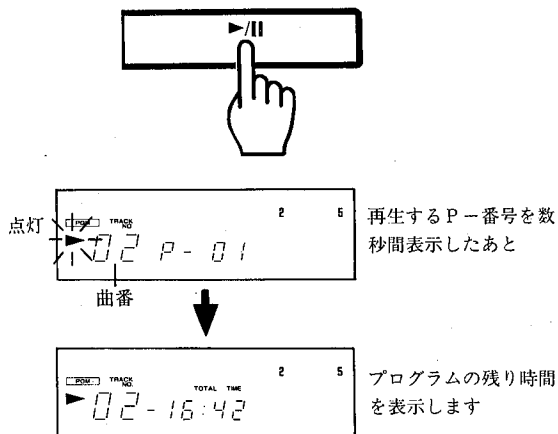 ►/II
PGM TRACK NO 2 5
点灯 ► 02 P- 01
曲番
再生するP－番号を数
秒間表示したあと
PGM TRACK NO. TOTAL TIME 2 5
► 02-16:42
プログラムの残り時間
を表示します